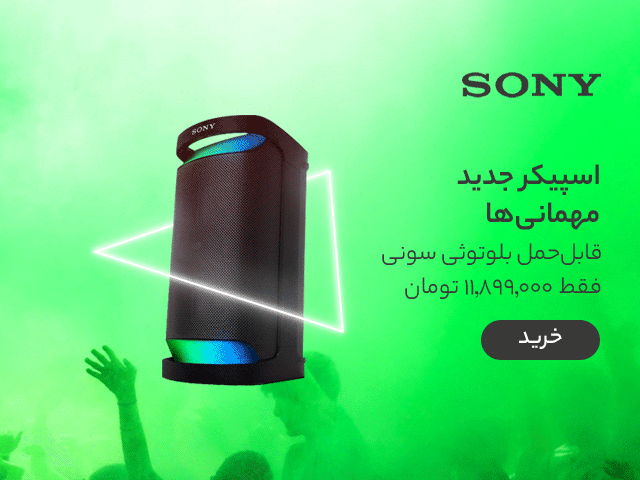 SONY
اسپیکر جدید
مهمانی‌ها
قابل‌حمل بلوتوثی سونی
فقط ۱۱,۸۹۹,۰۰۰ تومان
خرید
SONY